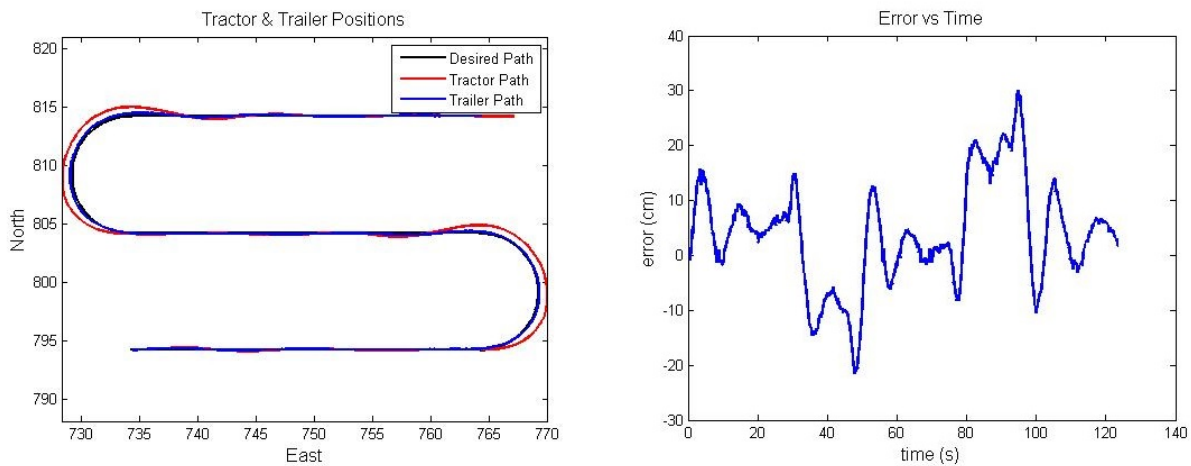 Tractor & Trailer Positions
820
815
810
805
800
795
790
North
730 735 740 745 750 755 760 765 770
East
Desired Path
Tractor Path
Trailer Path
Error vs Time
40
30
20
10
0
-10
-20
-30
error (cm)
0 20 40 60 80 100 120 140
time (s)